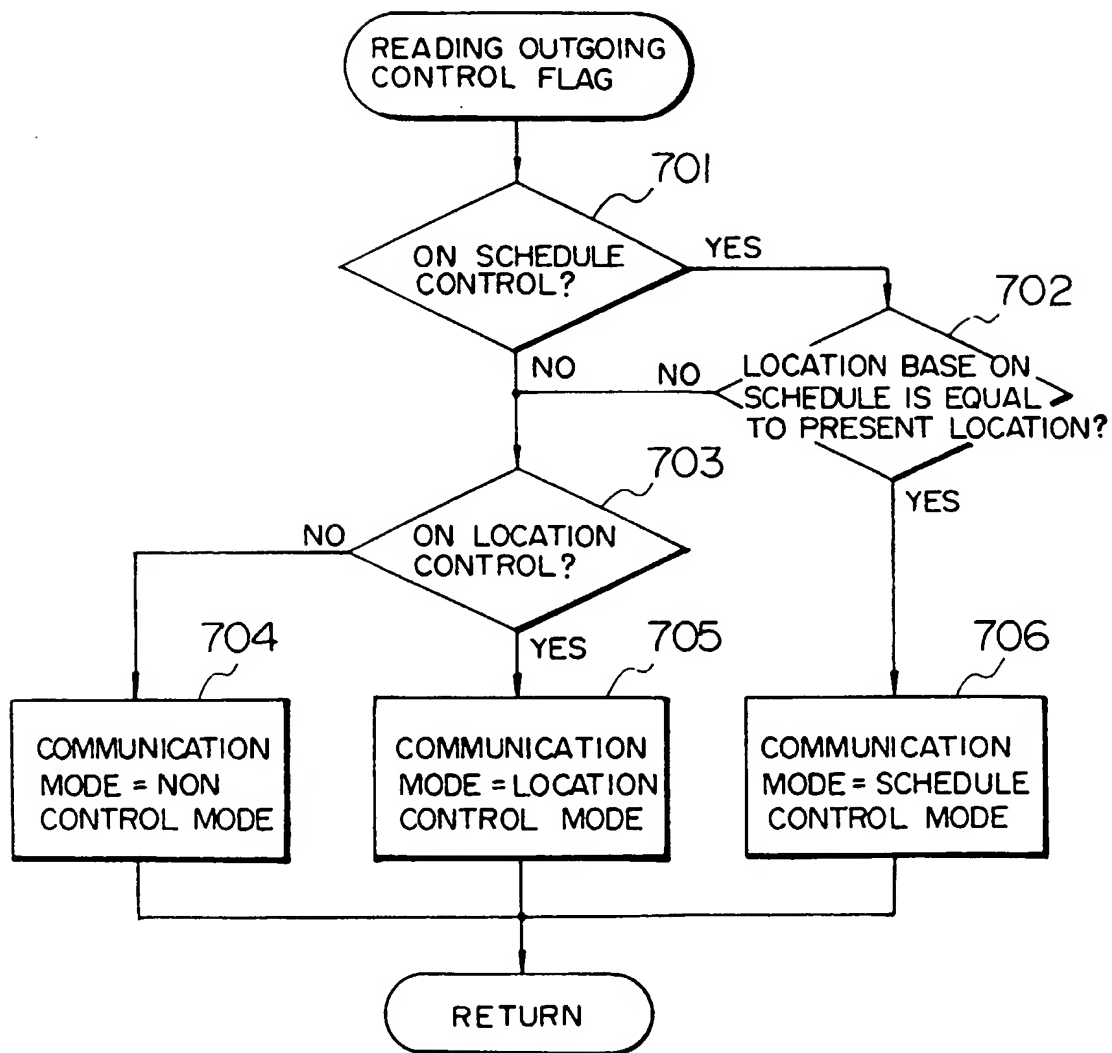 READING OUTGOING
CONTROL FLAG
701
ON SCHEDULE
CONTROL?
YES
702
NO
NO
LOCATION BASE ON
SCHEDULE IS EQUAL
TO PRESENT LOCATION?
703
YES
NO
ON LOCATION
CONTROL?
704
YES
705
706
COMMUNICATION
MODE = NON
CONTROL MODE
COMMUNICATION
MODE = LOCATION
CONTROL MODE
COMMUNICATION
MODE = SCHEDULE
CONTROL MODE
RETURN